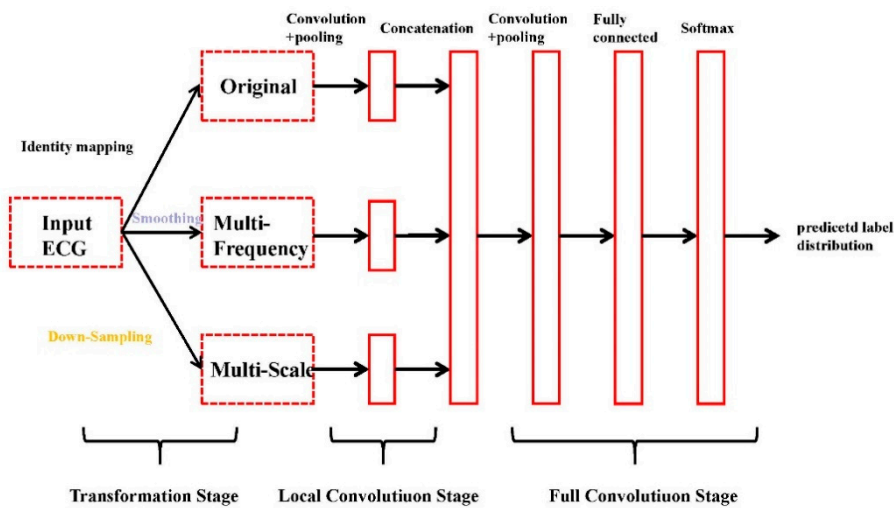 Convolution
+pooling
Concatenation
Convolution
+pooling
Fully
connected
Softmax
Original
Identity mapping
Input
ECG
Smoothing
Multi-
Frequency
predicetd label
distribution
Down-Sampling
Multi-Scale
Transformation Stage
Local Convolutiuon Stage
Full Convolutiuon Stage